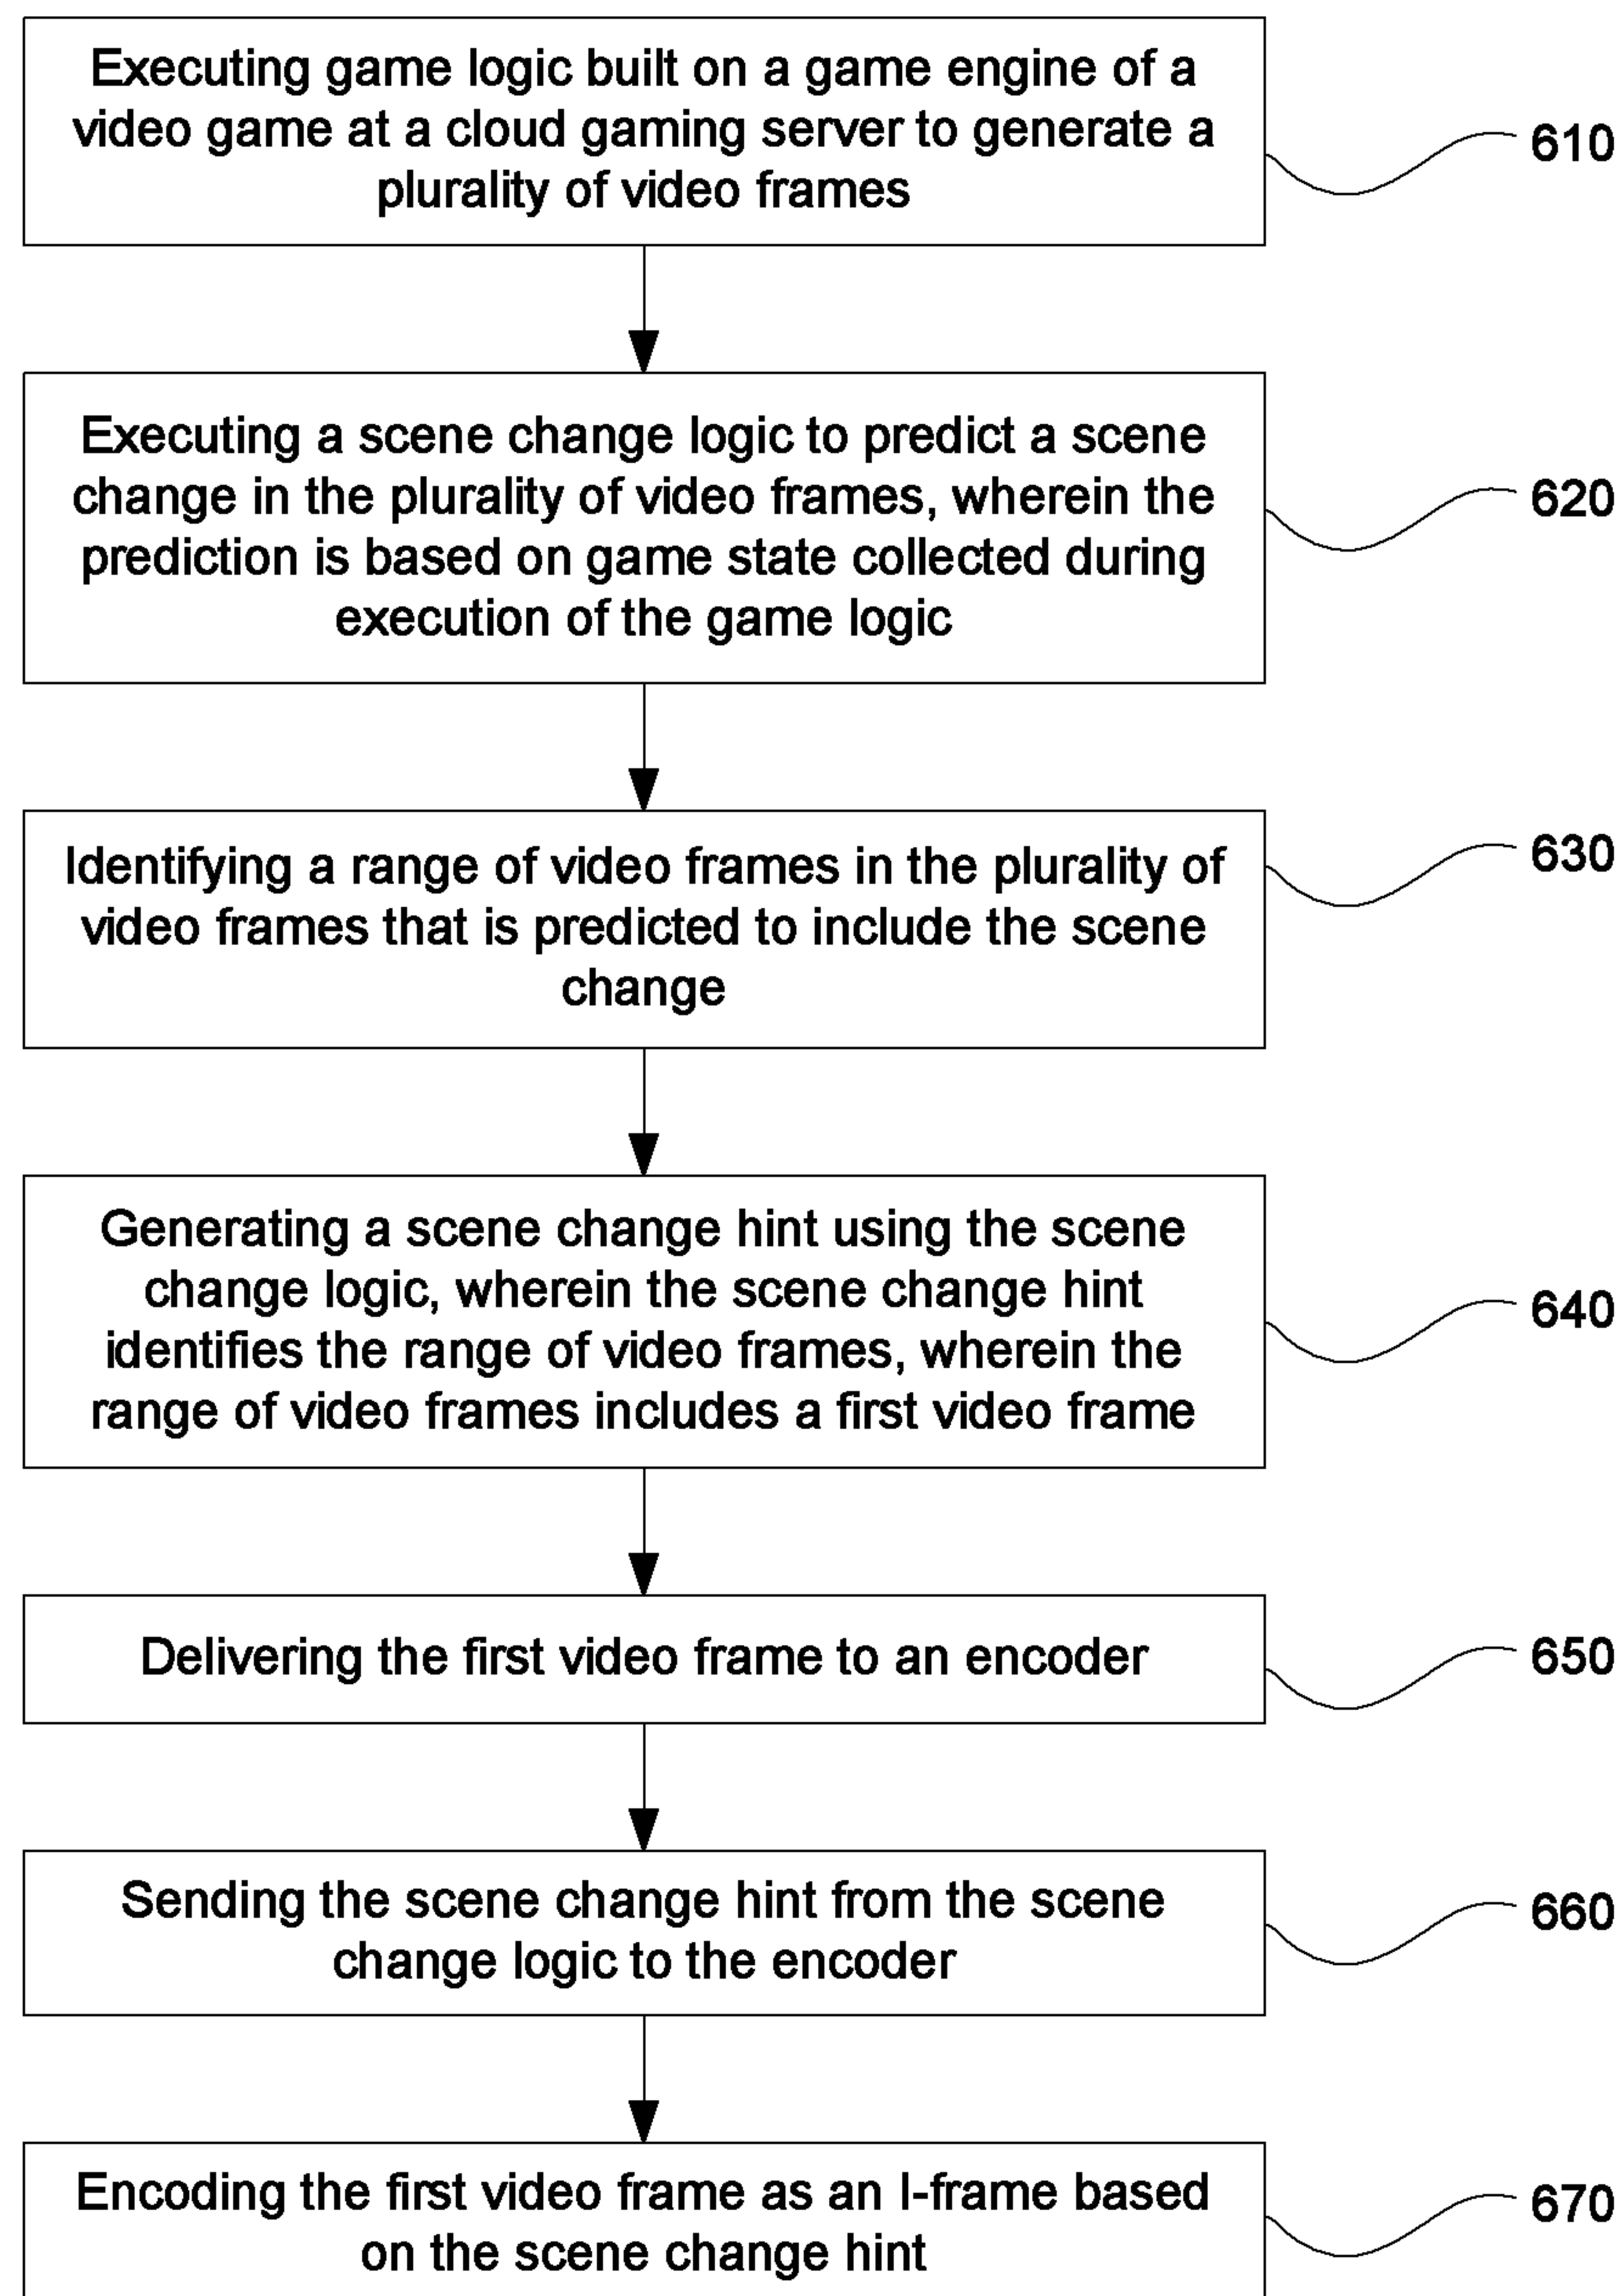 Executing game logic built on a game engine of a
video game at a cloud gaming server to generate a
plurality of video frames
610
Executing a scene change logic to predict a scene
change in the plurality of video frames, wherein the
prediction is based on game state collected during
execution of the game logic
620
Identifying a range of video frames in the plurality of
video frames that is predicted to include the scene
change
630
Generating a scene change hint using the scene
change logic, wherein the scene change hint
identifies the range of video frames, wherein the
range of video frames includes a first video frame
640
Delivering the first video frame to an encoder
650
Sending the scene change hint from the scene
change logic to the encoder
660
Encoding the first video frame as an I-frame based
on the scene change hint
670